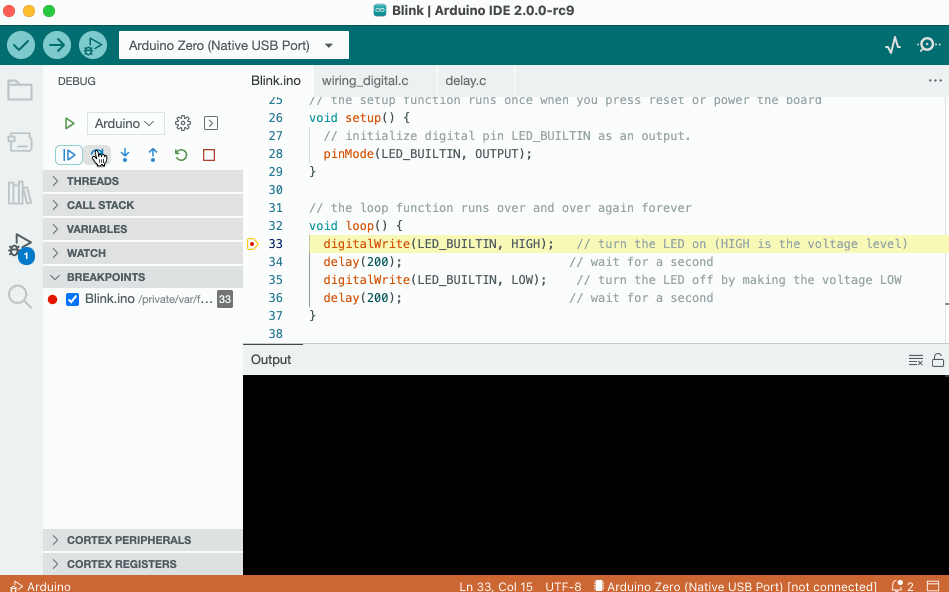 Blink | Arduino IDE 2.0.0-rc9
Arduino Zero (Native USB Port)
DEBUG
Arduino
THREADS
CALL STACK
VARIABLES
WATCH
BREAKPOINTS
Blink.ino /private/var/f... 33
1
CORTEX PERIPHERALS
CORTEX REGISTERS
Blink.ino wiring_digital.c delay.c
25 // the setup function runs once when you press reset or power the board
26 void setup() {
27 // initialize digital pin LED_BUILTIN as an output.
28 pinMode(LED_BUILTIN, OUTPUT);
29 }
30
31 // the loop function runs over and over again forever
32 void loop() {
33 digitalWrite(LED_BUILTIN, HIGH); // turn the LED on (HIGH is the voltage level)
34 delay(200); // wait for a second
35 digitalWrite(LED_BUILTIN, LOW); // turn the LED off by making the voltage LOW
36 delay(200); // wait for a second
37 }
38
Output
Arduino Ln 33, Col 15 UTF-8 Arduino Zero (Native USB Port) [not connected] 2